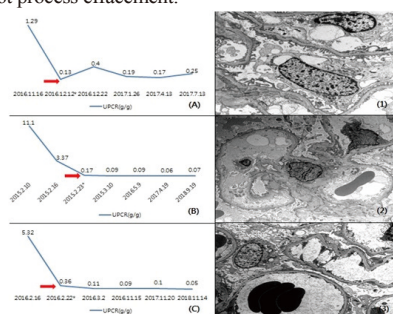 ot process effacement.
1.29
0.13
0.4
0.19
0.17
0.25
2016.11.16 2016.12.12* 2016.12.22 2017.1.26 2017.4.13 2017.7.13
UPCR(g/g)
(A)
(1)
11.1
3.37
0.17
0.09
0.09
0.06
0.07
2015.2.10 2015.2.16 2015.2.23* 2015.3.10 2016.5.9 2017.4.19 2018.9.19
UPCR(g/g)
(B)
(2)
5.32
0.36
0.11
0.09
0.1
0.05
2016.2.16 2016.2.22* 2016.3.2 2016.11.15 2017.11.20 2018.11.14
UPCR(g/g)
(C)
(3)